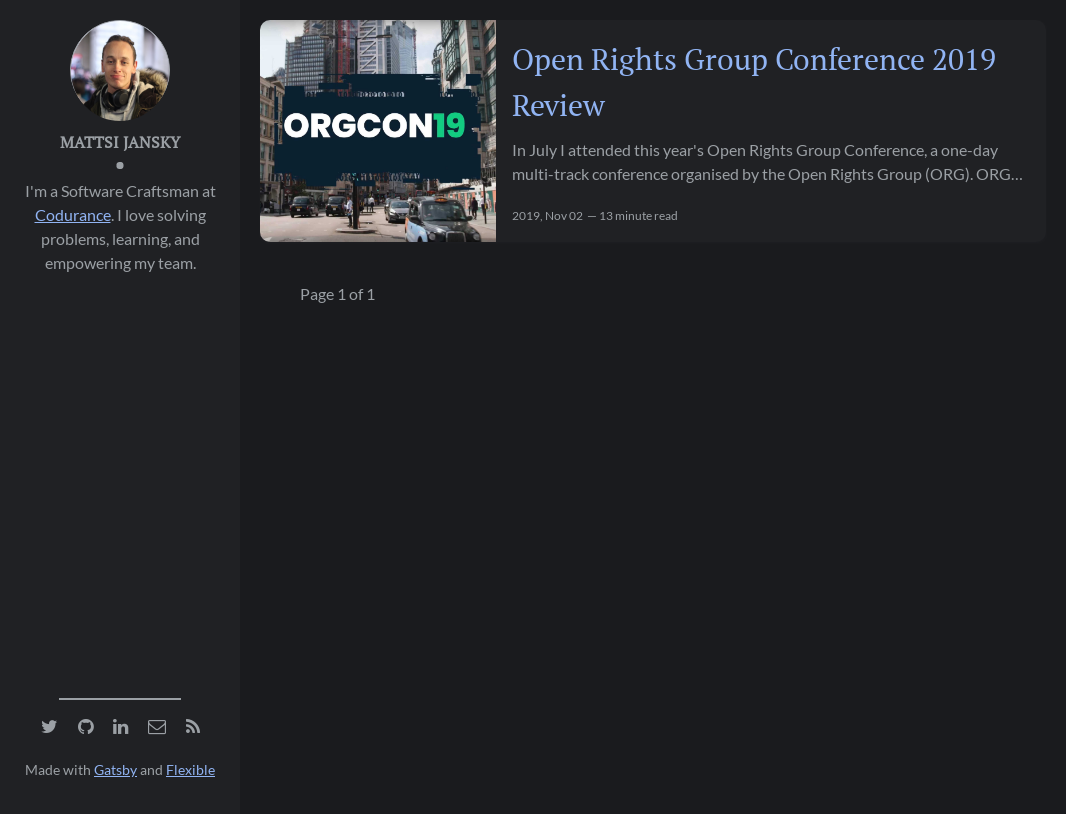 MATTSI JANSKY
I'm a Software Craftsman at
Codurance. I love solving
problems, learning, and
empowering my team.
Made with Gatsby and Flexible
ORGCON19
Open Rights Group Conference 2019
Review
In July I attended this year's Open Rights Group Conference, a one-day
multi-track conference organised by the Open Rights Group (ORG). ORG…
2019, Nov 02 — 13 minute read
Page 1 of 1